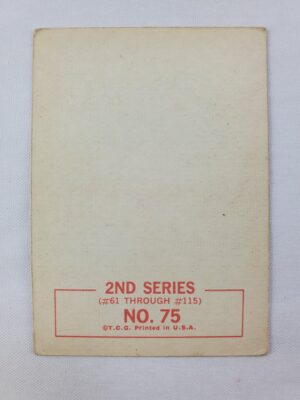 2ND SERIES
(#61 THROUGH #115)
NO. 75
©T.C.G. Printed in U.S.A.